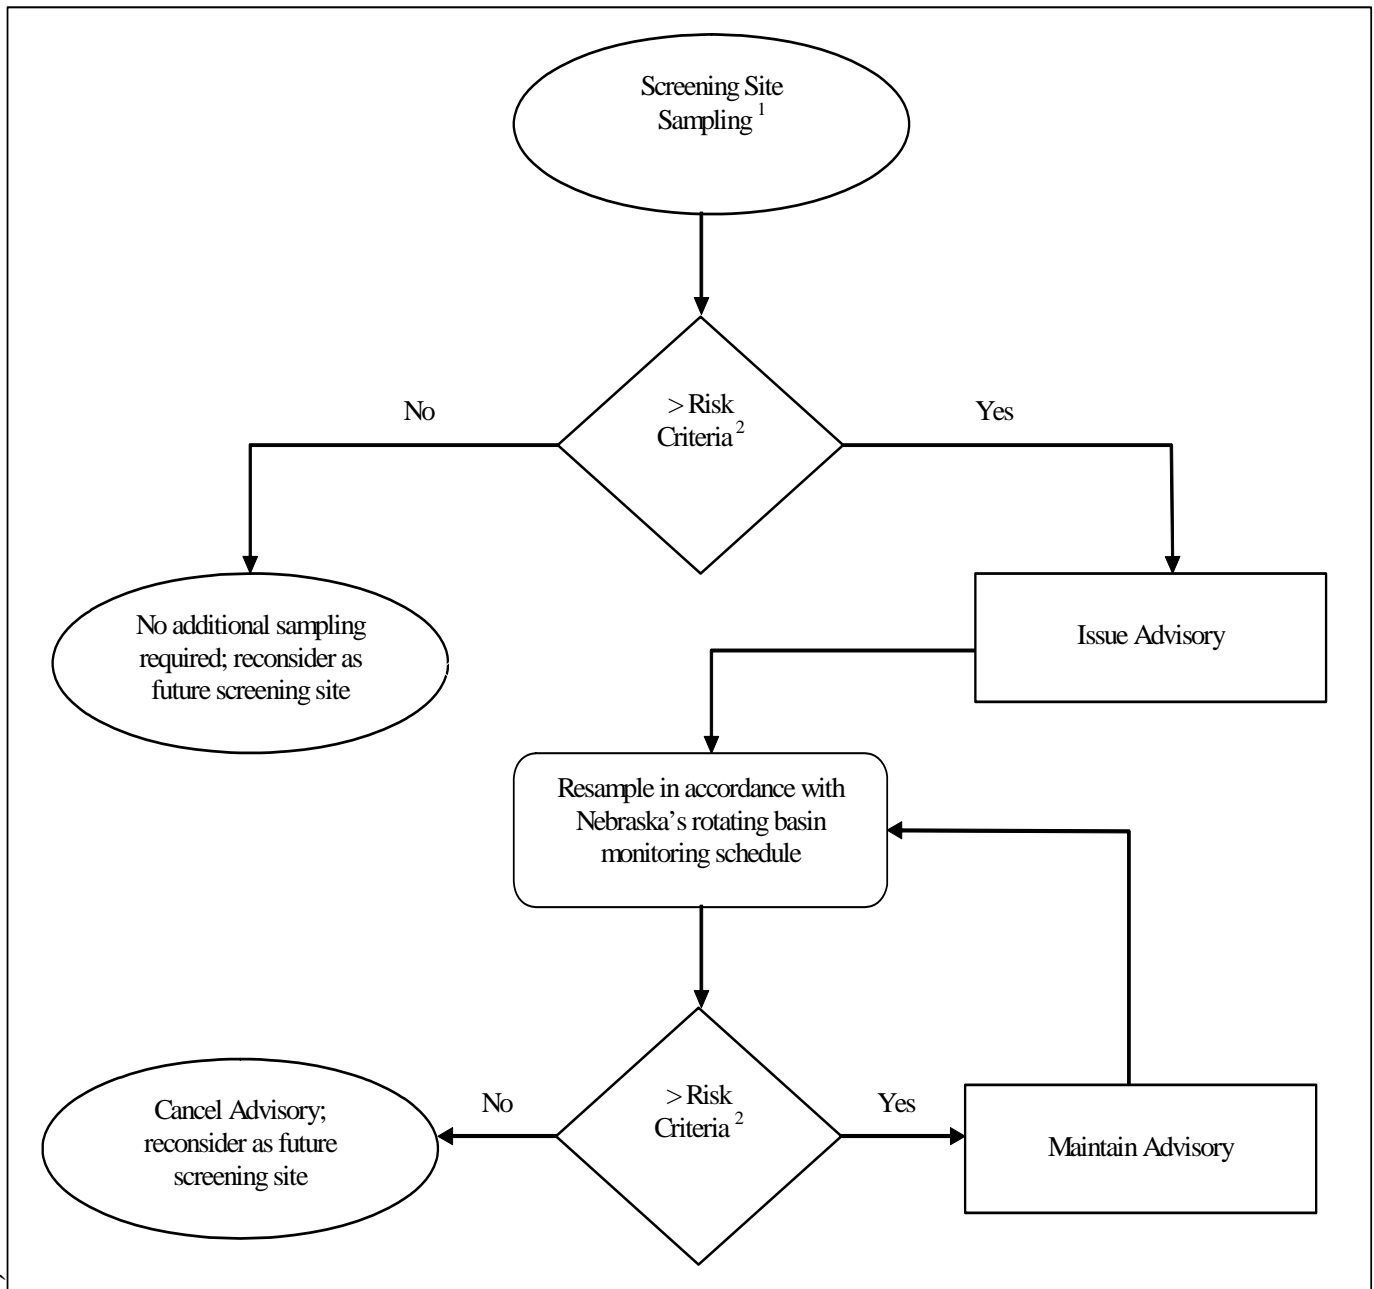 Screening Site
Sampling 1
> Risk
Criteria 2
No
Yes
No additional sampling
required; reconsider as
future screening site
Issue Advisory
Resample in accordance with
Nebraska’s rotating basin
monitoring schedule
> Risk
Criteria 2
No
Yes
Cancel Advisory;
reconsider as future
screening site
Maintain Advisory